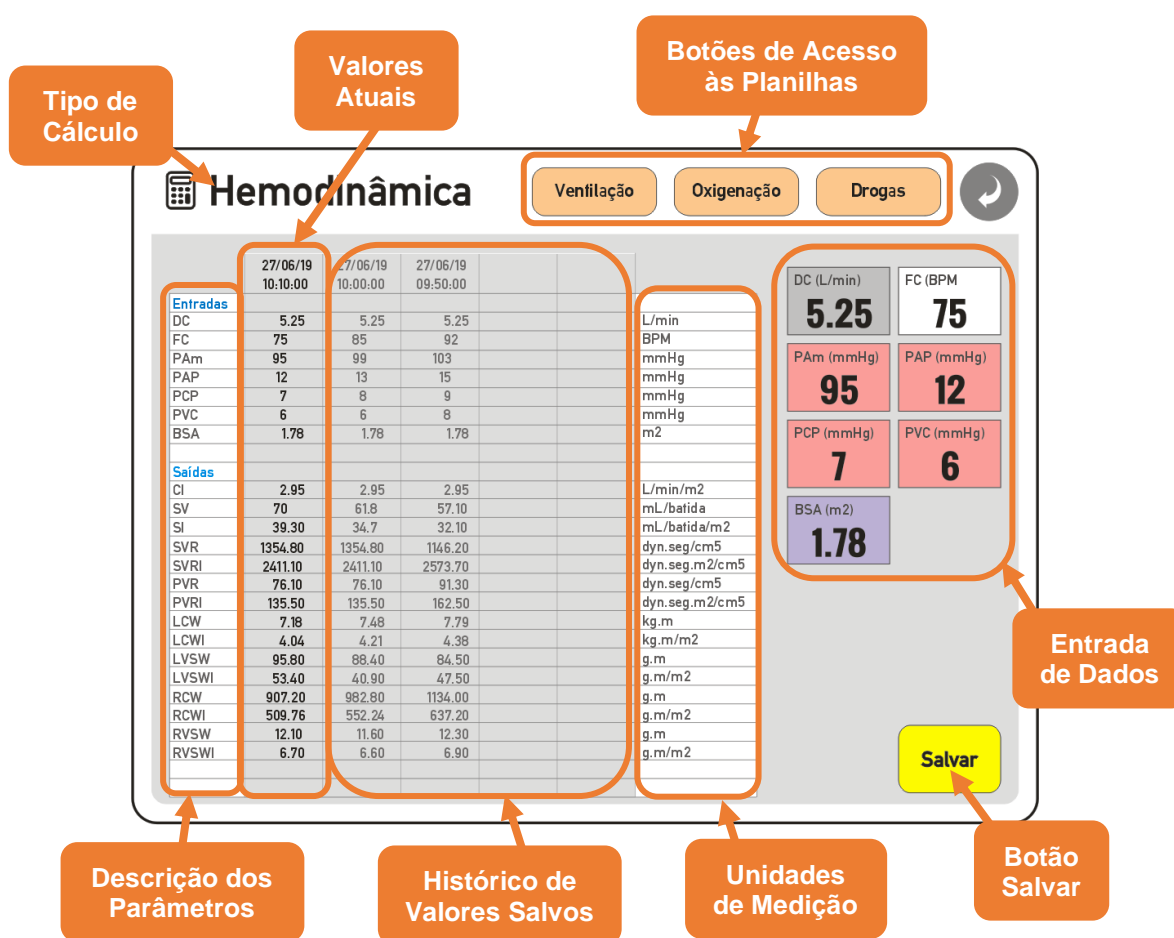 Tipo de
Cálculo
Valores
Atuais
Botões de Acesso
às Planilhas
Hemodinâmica
Ventilação Oxigenação Drogas
27/06/19 27/06/19 27/06/19
10:10:00 10:00:00 09:50:00
Entradas
DC 5.25 5.25 5.25 L/min
FC 75 85 92 BPM
PAm 95 99 103 mmHg
PAP 12 13 15 mmHg
PCP 7 8 9 mmHg
PVC 6 6 8 mmHg
BSA 1.78 1.78 1.78 m2
Saídas
CI 2.95 2.95 2.95 L/min/m2
SV 70 61.8 57.10 mL/batida
SI 39.30 34.7 32.10 mL/batida/m2
SVR 1354.80 1354.80 1146.20 dyn.seg/cm5
SVRI 2411.10 2411.10 2573.70 dyn.seg.m2/cm5
PVR 76.10 76.10 91.30 dyn.seg/cm5
PVRI 135.50 135.50 162.50 dyn.seg.m2/cm5
LCW 7.18 7.48 7.79 kg.m
LCWI 4.04 4.21 4.38 kg.m/m2
LVSW 95.80 88.40 84.50 g.m
LVSWI 53.40 40.90 47.50 g.m/m2
RCW 907.20 982.80 1134.00 g.m
RCWI 509.76 552.24 637.20 g.m/m2
RVSW 12.10 11.60 12.30 g.m
RVSWI 6.70 6.60 6.90 g.m/m2
DC (L/min) FC (BPM
5.25 75
PAm (mmHg) PAP (mmHg)
95 12
PCP (mmHg) PVC (mmHg)
7 6
BSA (m2)
1.78
Salvar
Entrada
de Dados
Descrição dos
Parâmetros
Histórico de
Valores Salvos
Unidades
de Medição
Botão
Salvar